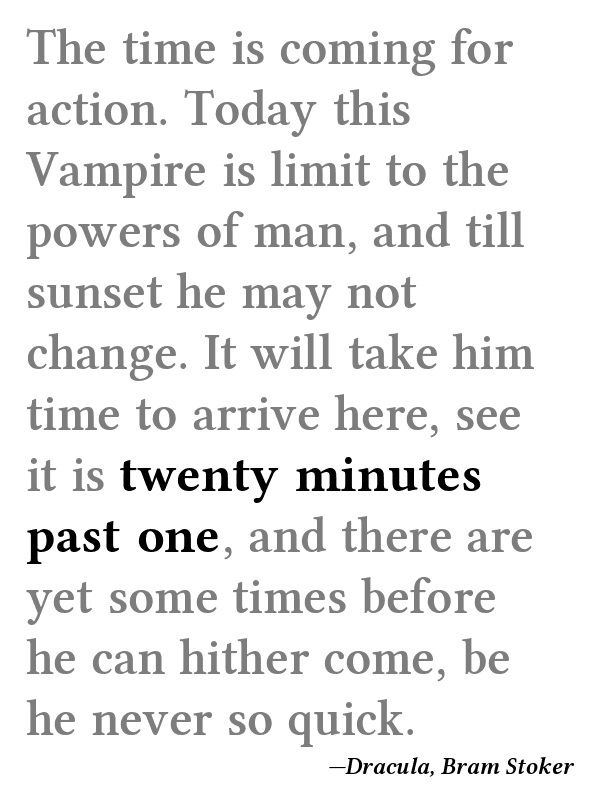 The time is coming for
action. Today this
Vampire is limit to the
powers of man, and till
sunset he may not
change. It will take him
time to arrive here, see
it is twenty minutes
past one, and there are
yet some times before
he can hither come, be
he never so quick.
—Dracula, Bram Stoker